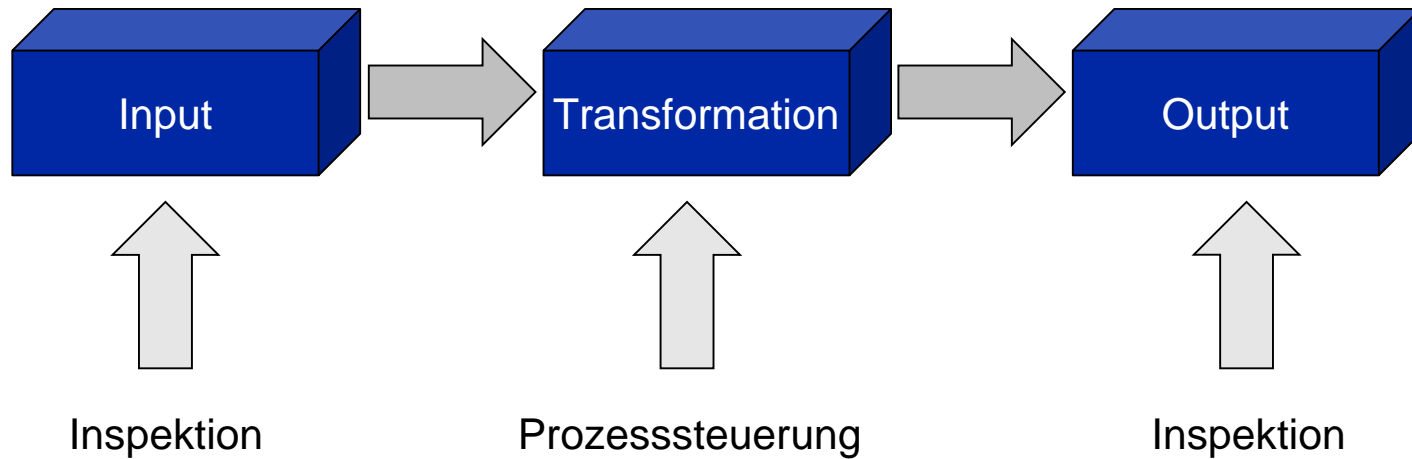 Input
Transformation
Output
Inspektion
Prozesssteuerung
Inspektion